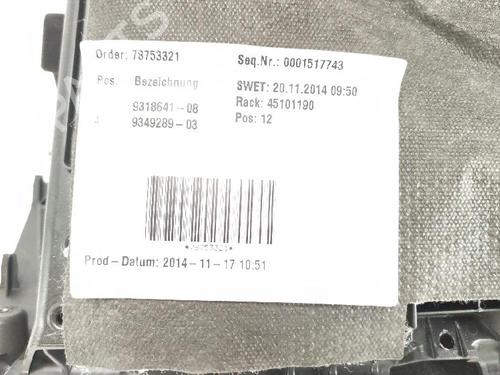 Order: 78753321
Seq.Nr.: 0001517743
Pos. Bezeichnung
SWET: 20.11.2014 09:50
9318641-08
Rack: 45101190
9349289-03
Pos: 12
*78753321*
Prod-Datum: 2014-11-17 10:51